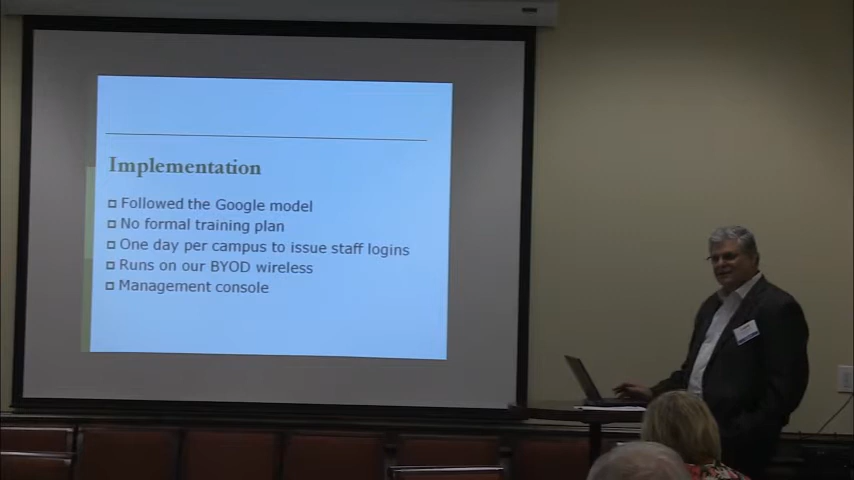 Implementation
Followed the Google model
No formal training plan
One day per campus to issue staff logins
Runs on our BYOD wireless
Management console